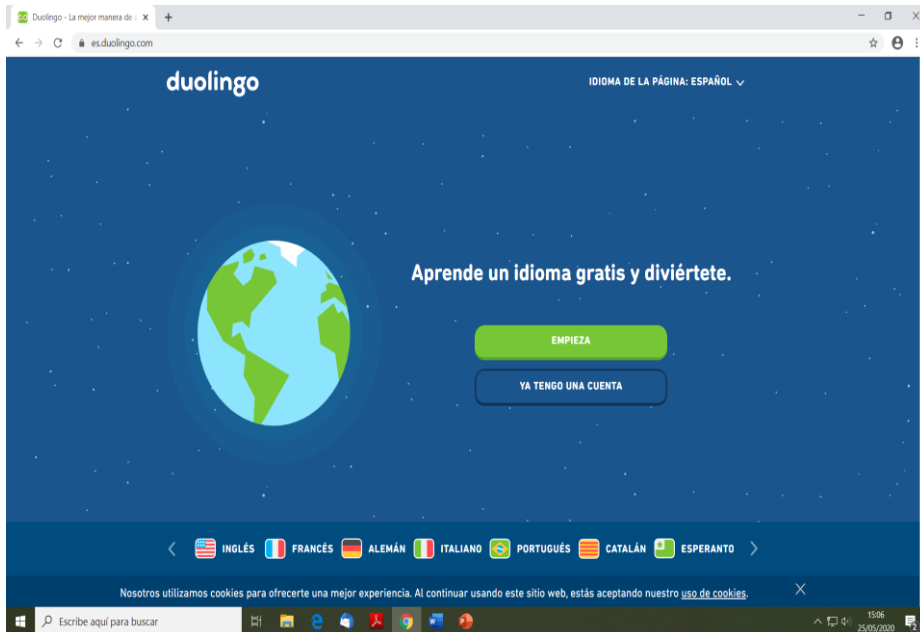 Duolingo - La mejor manera de
es.duolingo.com
duolingo
IDIOMA DE LA PÁGINA: ESPAÑOL
Aprende un idioma gratis y diviértete.
EMPIEZA
YA TENGO UNA CUENTA
INGLÉS FRANCÉS ALEMÁN ITALIANO PORTUGUÉS CATALÁN ESPERANTO
Nosotros utilizamos cookies para ofrecerte una mejor experiencia. Al continuar usando este sitio web, estás aceptando nuestro uso de cookies.
Escribe aquí para buscar
15:06
25/05/2020